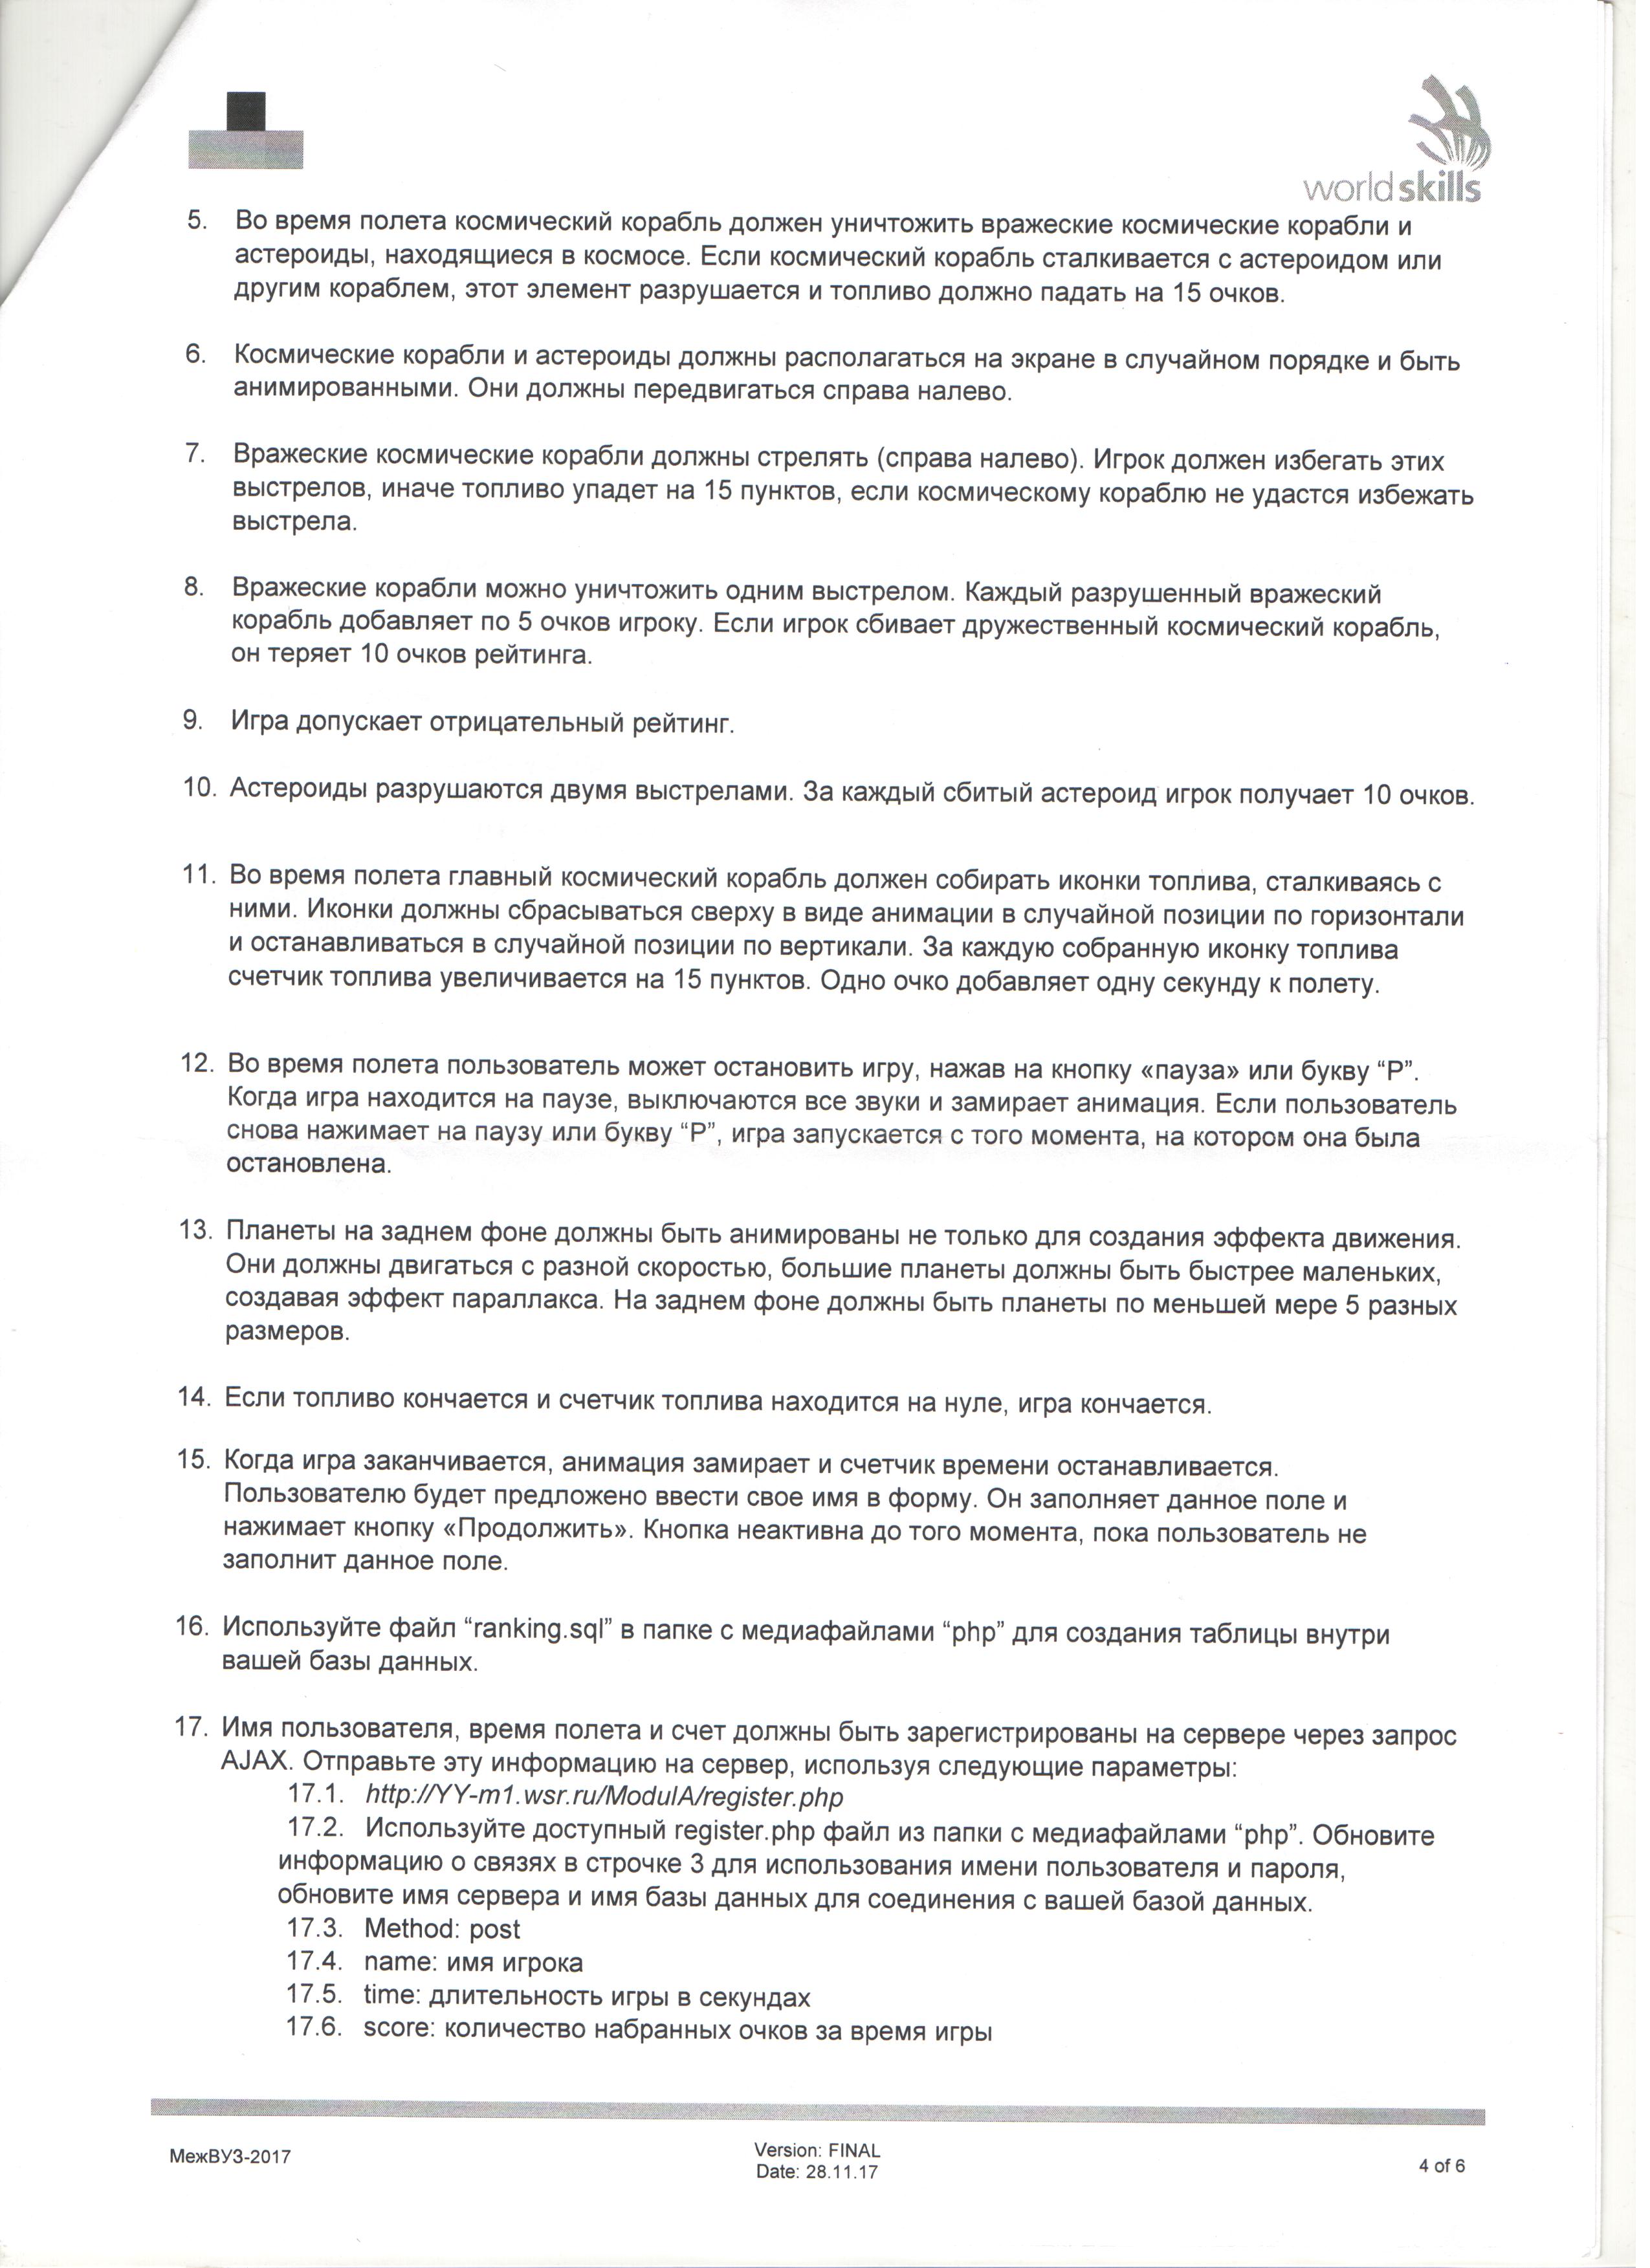 world skills
5. Во время полета космический корабль должен уничтожить вражеские космические корабли и
астероиды, находящиеся в космосе. Если космический корабль сталкивается с астероидом или
другим кораблем, этот элемент разрушается и топливо должно падать на 15 очков.
6. Космические корабли и астероиды должны располагаться на экране в случайном порядке и быть
анимированными. Они должны передвигаться справа налево.
7. Вражеские космические корабли должны стрелять (справа налево). Игрок должен избегать этих
выстрелов, иначе топливо упадет на 15 пунктов, если космическому кораблю не удастся избежать
выстрела.
8. Вражеские корабли можно уничтожить одним выстрелом. Каждый разрушенный вражеский
корабль добавляет по 5 очков игроку. Если игрок сбивает дружественный космический корабль,
он теряет 10 очков рейтинга.
9. Игра допускает отрицательный рейтинг.
10. Астероиды разрушаются двумя выстрелами. За каждый сбитый астероид игрок получает 10 очков.
11. Во время полета главный космический корабль должен собирать иконки топлива, сталкиваясь с
ними. Иконки должны сбрасываться сверху в виде анимации в случайной позиции по горизонтали
и останавливаться в случайной позиции по вертикали. За каждую собранную иконку топлива
счетчик топлива увеличивается на 15 пунктов. Одно очко добавляет одну секунду к полету.
12. Во время полета пользователь может остановить игру, нажав на кнопку «пауза» или букву “P”.
Когда игра находится на паузе, выключаются все звуки и замирает анимация. Если пользователь
снова нажимает на паузу или букву “P”, игра запускается с того момента, на котором она была
остановлена.
13. Планеты на заднем фоне должны быть анимированы не только для создания эффекта движения.
Они должны двигаться с разной скоростью, большие планеты должны быть быстрее маленьких,
создавая эффект параллакса. На заднем фоне должны быть планеты по меньшей мере 5 разных
размеров.
14. Если топливо кончается и счетчик топлива находится на нуле, игра кончается.
15. Когда игра заканчивается, анимация замирает и счетчик времени останавливается.
Пользователю будет предложено ввести свое имя в форму. Он заполняет данное поле и
нажимает кнопку «Продолжить». Кнопка неактивна до того момента, пока пользователь не
заполнит данное поле.
16. Используйте файл “ranking.sql” в папке с медиафайлами “php” для создания таблицы внутри
вашей базы данных.
17. Имя пользователя, время полета и счет должны быть зарегистрированы на сервере через запрос
AJAX. Отправьте эту информацию на сервер, используя следующие параметры:
17.1. http://YY-m1.wsr.ru/ModulA/register.php
17.2. Используйте доступный register.php файл из папки с медиафайлами “php”. Обновите
информацию о связях в строчке 3 для использования имени пользователя и пароля,
обновите имя сервера и имя базы данных для соединения с вашей базой данных.
17.3. Method: post
17.4. name: имя игрока
17.5. time: длительность игры в секундах
17.6. score: количество набранных очков за время игры
МежВУЗ-2017
Version: FINAL
Date: 28.11.17
4 of 6